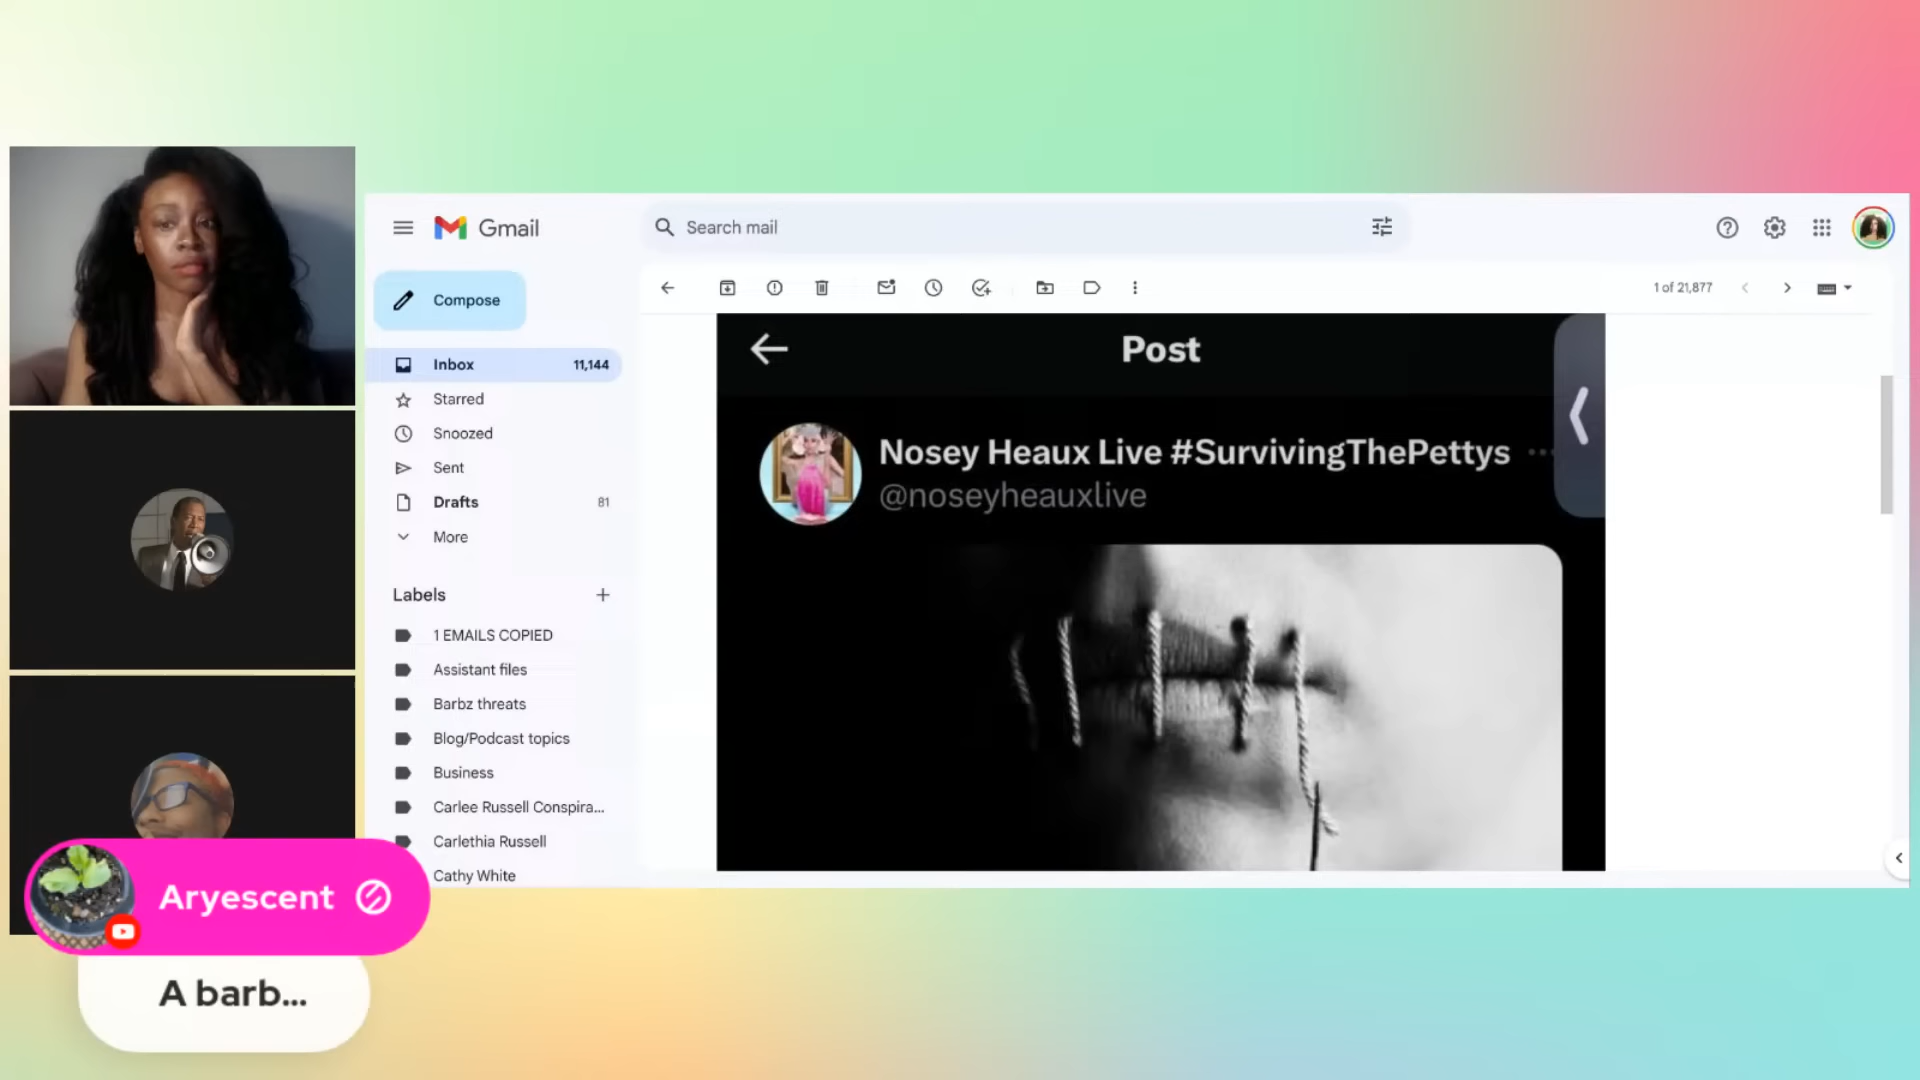 Gmail
Search mail
Compose
1 of 21,877
Inbox 11,144
Starred
Snoozed
Sent
Drafts 81
More
Labels
1 EMAILS COPIED
Assistant files
Barbz threats
Blog/Podcast topics
Business
Carlee Russell Conspira...
Carlethia Russell
Cathy White
Post
Nosey Heaux Live #SurvivingThePettys
@noseyheauxlive
Aryescent
A barb...